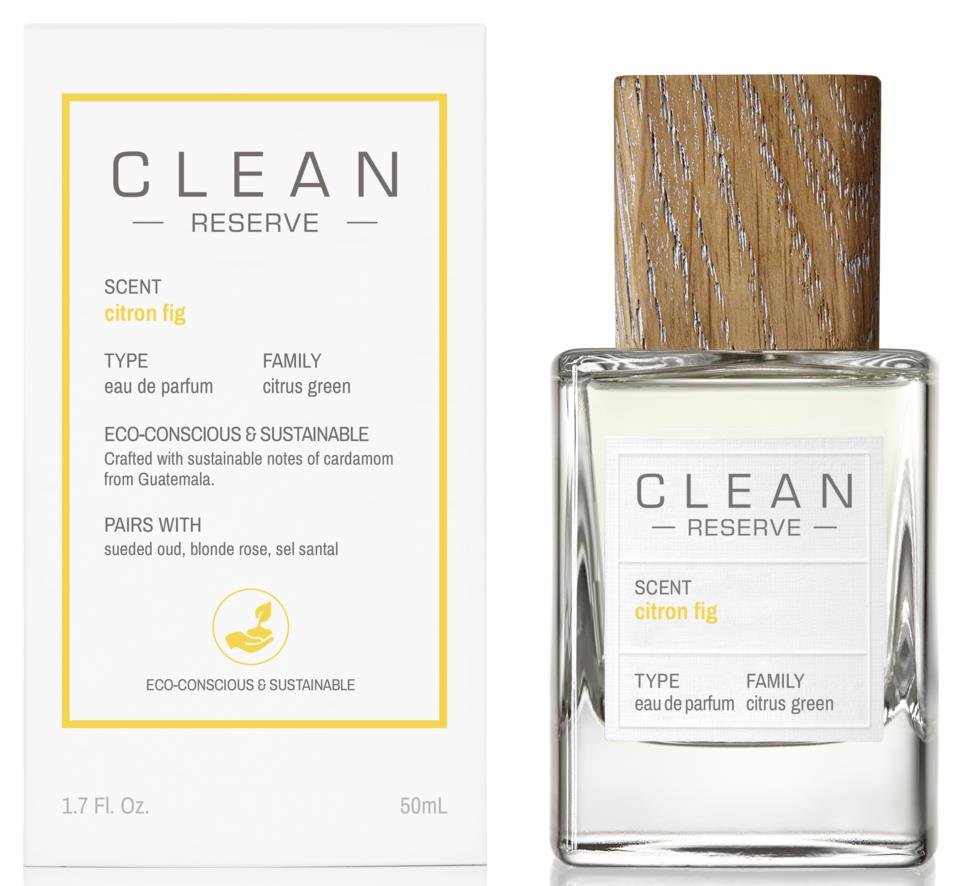 CLEAN
RESERVE
SCENT
citron fig
TYPE FAMILY
eau de parfum citrus green
ECO-CONSCIOUS & SUSTAINABLE
Crafted with sustainable notes of cardamom
from Guatemala.
PAIRS WITH
sueded oud, blonde rose, sel santal
ECO-CONSCIOUS & SUSTAINABLE
1.7 Fl. Oz. 50mL
CLEAN
RESERVE
SCENT
citron fig
TYPE FAMILY
eau de parfum citrus green